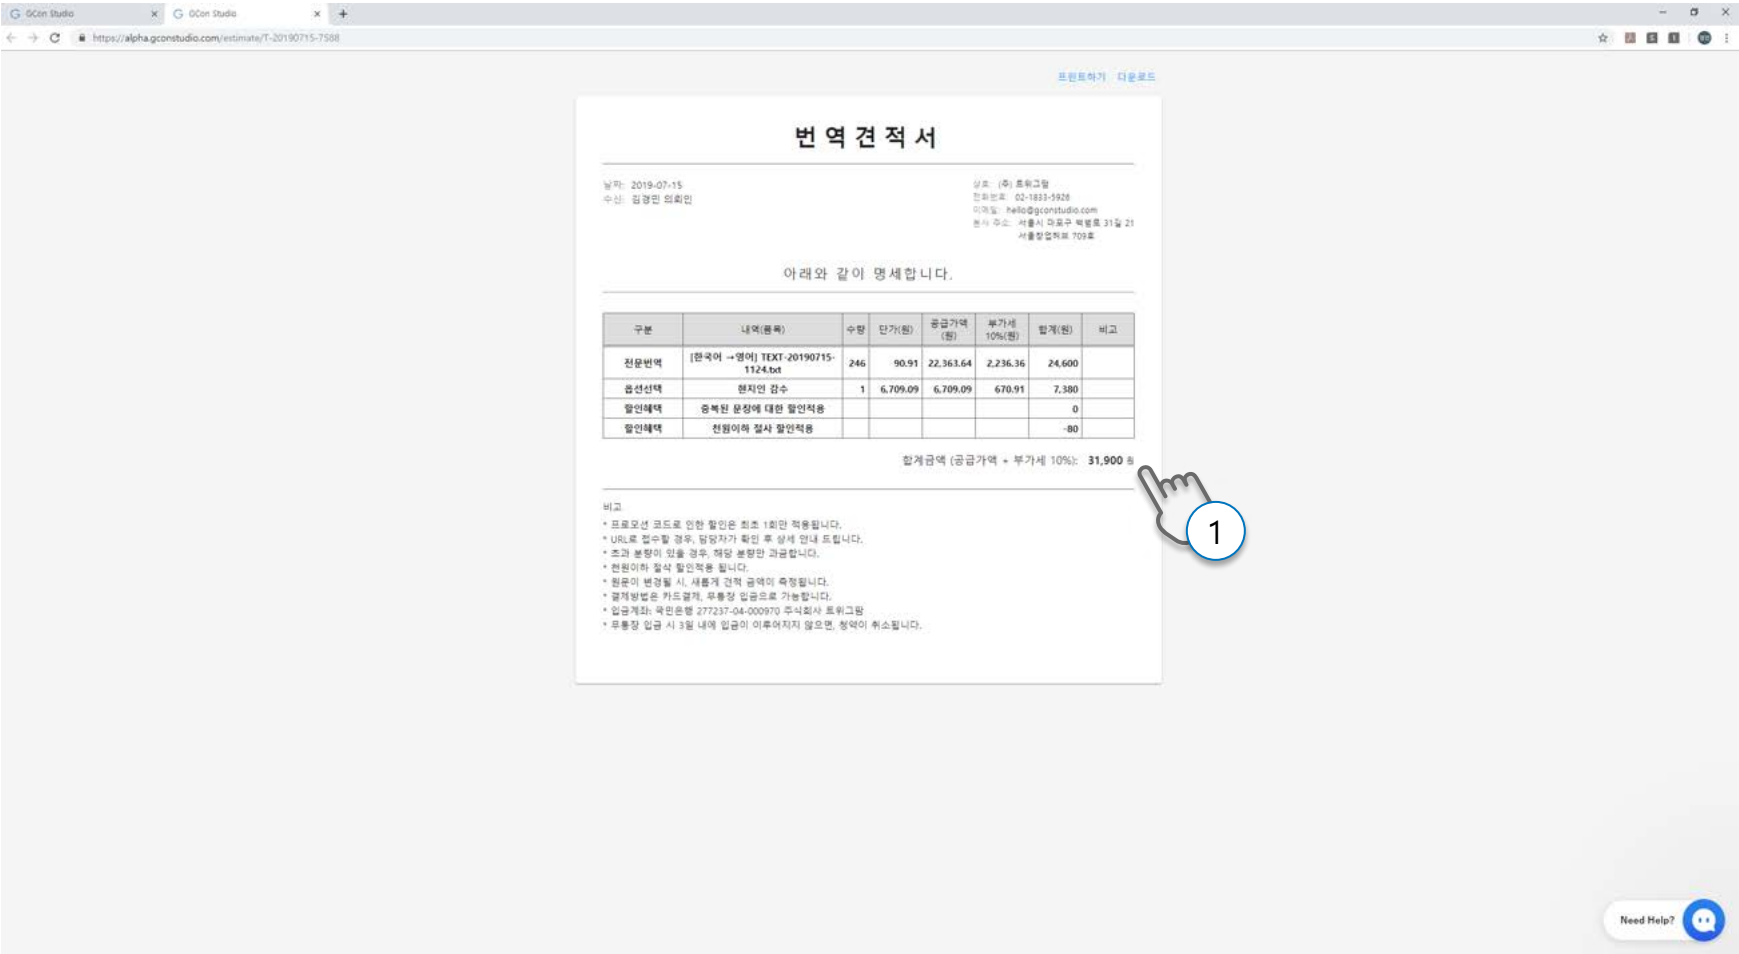 GCon Studio
GCon Studio
https://alpha.gconstudio.com/estimate/T-20190715-7588
프린트하기 다운로드
번역견적서
날짜: 2019-07-15
수신: 김경민 의뢰인
상호: (주) 트위그팜
전화번호: 02-1833-5926
이메일: hello@gconstudio.com
본사 주소: 서울시 마포구 백범로 31길 21
서울창업허브 709호
아래와 같이 명세합니다.
구분 내역(품목) 수량 단가(원) 공급가액(원) 부가세10%(원) 합계(원) 비고
전문번역 [한국어 →영어] TEXT-20190715-1124.txt 246 90.91 22,363.64 2,236.36 24,600
옵션선택 현지인 감수 1 6,709.09 6,709.09 670.91 7,380
할인혜택 중복된 문장에 대한 할인적용 0
할인혜택 천원이하 절사 할인적용 -80
합계금액 (공급가액 + 부가세 10%): 31,900 원
1
비고
* 프로모션 코드로 인한 할인은 최초 1회만 적용됩니다.
* URL로 접수할 경우, 담당자가 확인 후 상세 안내 드립니다.
* 초과 분량이 있을 경우, 해당 분량만 과금합니다.
* 천원이하 절삭 할인적용 됩니다.
* 원문이 변경될 시, 새롭게 견적 금액이 측정됩니다.
* 결제방법은 카드결제, 무통장 입금으로 가능합니다.
* 입금계좌: 국민은행 277237-04-000970 주식회사 트위그팜
* 무통장 입금 시 3일 내에 입금이 이루어지지 않으면, 청약이 취소됩니다.
Need Help?